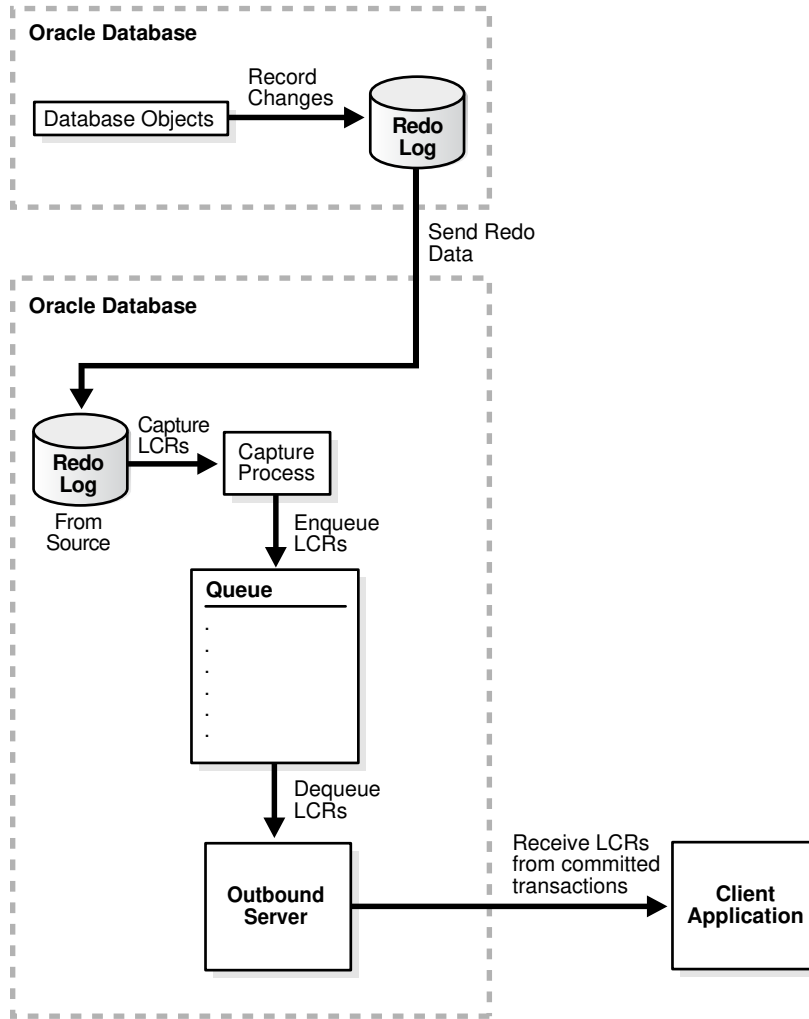 Oracle Database
Record
Changes
Database Objects
Redo
Log
Send Redo
Data
Oracle Database
Capture
LCRs
Redo
Log
From
Source
Capture
Process
Enqueue
LCRs
Queue
.
.
.
.
.
.
Dequeue
LCRs
Outbound
Server
Receive LCRs
from committed
transactions
Client
Application